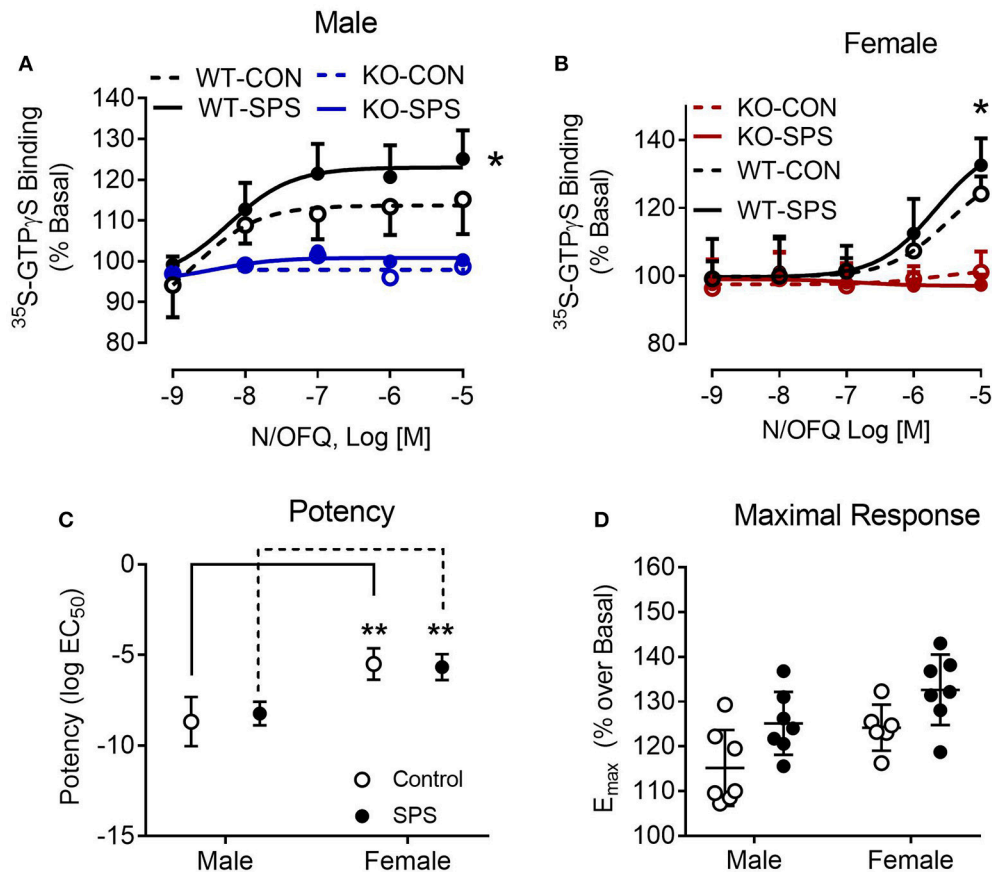 Male
A
WT-CON
KO-CON
WT-SPS
KO-SPS
35S-GTPγS Binding
(% Basal)
130
120
110
100
90
80
*
-9 -8 -7 -6 -5
N/OFQ, Log [M]
Female
B
KO-CON
KO-SPS
WT-CON
WT-SPS
*
35S-GTPγS Binding
(% Basal)
140
120
100
80
-9 -8 -7 -6 -5
N/OFQ Log [M]
C
Potency
Potency (log EC50)
0
-5
-10
-15
** **
Control
SPS
Male Female
D
Maximal Response
Emax (% over Basal)
160
150
140
130
120
110
100
Male Female